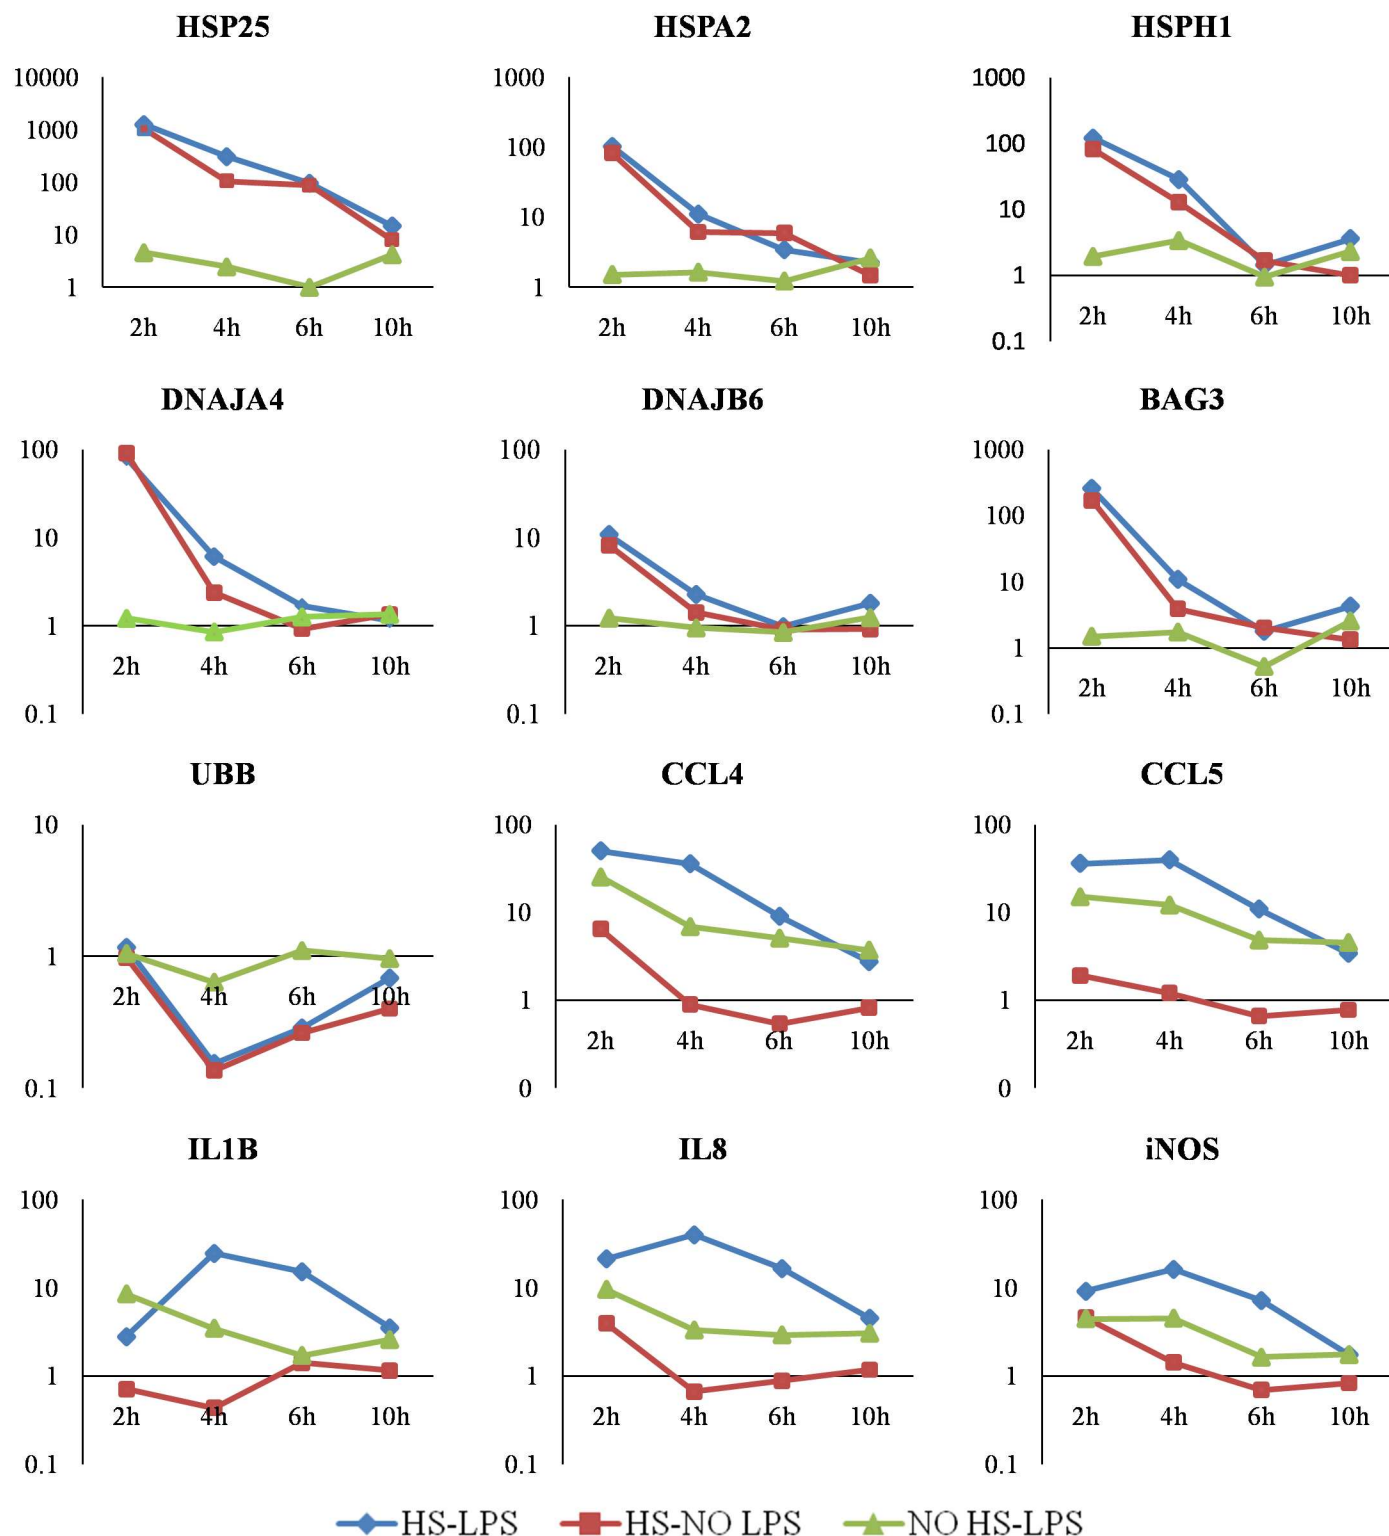 HSP25 HSPA2 HSPH1
10000 1000 1000
1000 100 100
100 10 10
10 1 1
1 0.1
2h 4h 6h 10h 2h 4h 6h 10h 2h 4h 6h 10h
DNAJA4 DNAJB6 BAG3
100 100 1000
10 10 100
1 1 10
0.1 0.1 1
0.1
2h 4h 6h 10h 2h 4h 6h 10h 2h 4h 6h 10h
UBB CCL4 CCL5
10 100 100
1 10 10
0.1 1 1
0 0
2h 4h 6h 10h 2h 4h 6h 10h 2h 4h 6h 10h
IL1B IL8 iNOS
100 100 100
10 10 10
1 1 1
2h 4h 6h 10h 2h 4h 6h 10h 2h 4h 6h 10h
0.1 0.1 0.1
HS-LPS HS-NO LPS NO HS-LPS